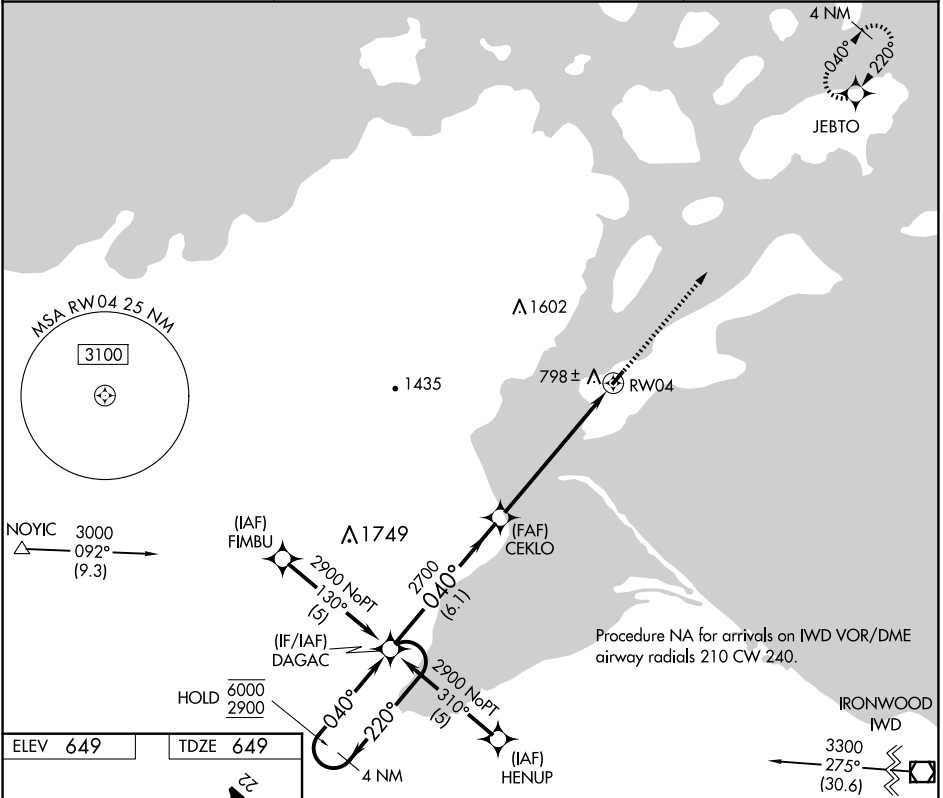 4 NM
040°
220°
JEBTO
MSA RW04 25 NM
3100
1602
1435
798 ±
RW04
NOYIC
3000
092°
(9.3)
(IAF)
FIMBU
1749
(FAF)
CEKLO
2900 NoPT
130°
(5)
2700
040°
(6.1)
(IF/IAF)
DAGAC
Procedure NA for arrivals on IWD VOR/DME
airway radials 210 CW 240.
HOLD
6000
2900
040°
220°
4 NM
2900 NoPT
310°
(5)
(IAF)
HENUP
IRONWOOD
IWD
3300
275°
(30.6)
ELEV 649
TDZE 649
22